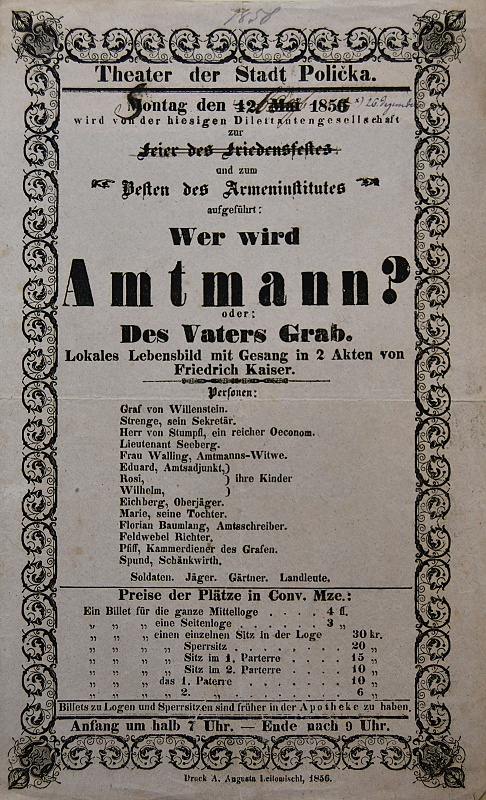 1858
Theater der Stadt Polička.
Montag den 12. Mai 1856 x) 26 Dezember
wird von der hiesigen Dilettantengesellschaft
zur
Feier des Friedensfestes.
und zum
Besten des Armeninstitutes
aufgeführt:
Wer wird
Amtmann?
oder:
Des Vaters Grab.
Lokales Lebensbild mit Gesang in 2 Akten von
Friedrich Kaiser.
Personen:
Graf von Willenstein.
Strenge, sein Sekretär.
Herr von Stumpfl, ein reicher Oeconom.
Lieutenant Seeberg.
Frau Walling, Amtmanns-Witwe.
Eduard, Amtsadjunkt,)
Rosi, ) ihre Kinder
Wilhelm, )
Eichberg, Oberjäger.
Marie, seine Tochter.
Florian Baumlang, Amtsschreiber.
Feldwebel Richter.
Pfiff, Kammerdiener des Grafen.
Spund, Schänkwirth.
Soldaten. Jäger. Gärtner. Landleute.
Preise der Plätze in Conv. Mze.:
Ein Billet für die ganze Mittelloge . . . . 4 fl.
„ „ „ eine Seitenloge . . . . . . 3 „
„ „ „ einen einzelnen Sitz in der Loge 30 kr.
„ „ „ „ Sperrsitz . . . . . . . 20 „
„ „ „ „ Sitz im 1. Parterre . . . . 15 „
„ „ „ „ Sitz im 2. Parterre . . . . 10 „
„ „ „ das 1. Paterre . . . . . . . 10 „
„ „ „ „ 2. „ . . . . . . . 6 „
Billets zu Logen und Sperrsitzen sind früher in der Apotheke zu haben.
Anfang um halb 7 Uhr. — Ende nach 9 Uhr.
Druck A. Augusta Leitomischl, 1856.